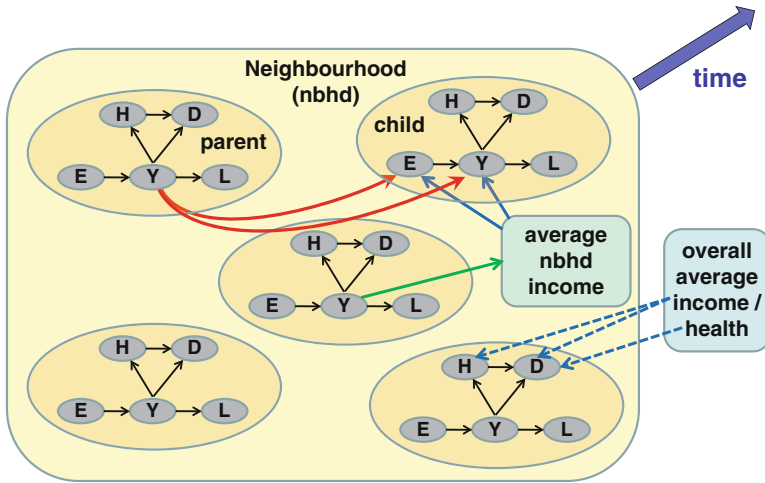 Neighbourhood
(nbhd)
time
H D
parent
E Y L
H D
child
E Y L
H D
E Y L
average
nbhd
income
overall
average
income /
health
H D
E Y L
H D
E Y L